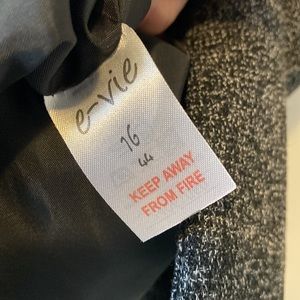 e-vie
16
44
KEEP AWAY
FROM FIRE